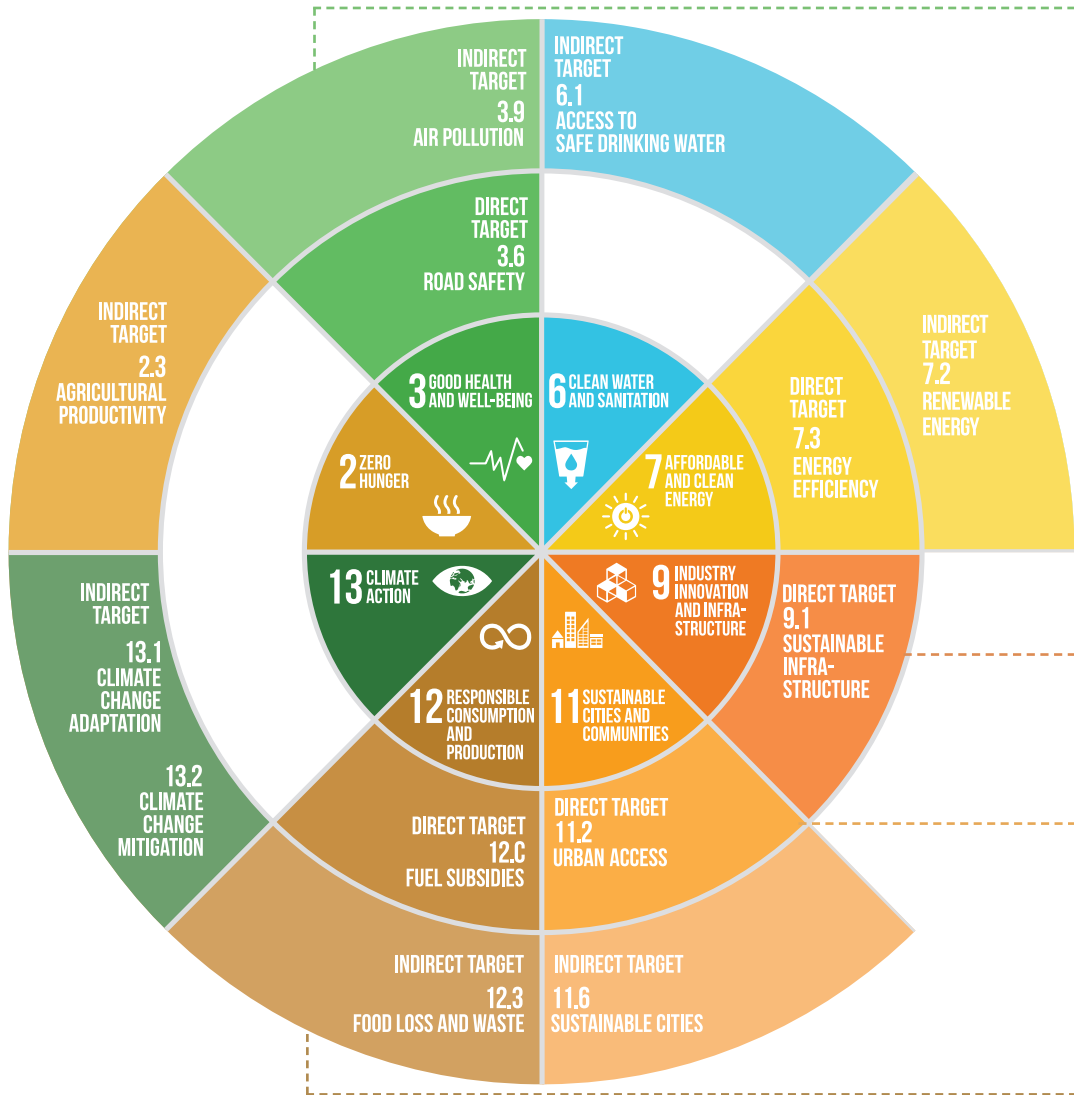 INDIRECT
TARGET
3.9
AIR POLLUTION
INDIRECT
TARGET
6.1
ACCESS TO
SAFE DRINKING WATER
DIRECT
TARGET
3.6
ROAD SAFETY
INDIRECT
TARGET
2.3
AGRICULTURAL
PRODUCTIVITY
INDIRECT
TARGET
7.2
RENEWABLE
ENERGY
DIRECT
TARGET
7.3
ENERGY
EFFICIENCY
3 GOOD HEALTH
AND WELL-BEING
6 CLEAN WATER
AND SANITATION
2 ZERO
HUNGER
7 AFFORDABLE
AND CLEAN
ENERGY
13 CLIMATE
ACTION
9 INDUSTRY
INNOVATION
AND INFRA-
STRUCTURE
12 RESPONSIBLE
CONSUMPTION
AND
PRODUCTION
11 SUSTAINABLE
CITIES AND
COMMUNITIES
DIRECT TARGET
9.1
SUSTAINABLE
INFRA-
STRUCTURE
INDIRECT
TARGET
13.1
CLIMATE
CHANGE
ADAPTATION
13.2
CLIMATE
CHANGE
MITIGATION
DIRECT TARGET
12.C
FUEL SUBSIDIES
DIRECT TARGET
11.2
URBAN ACCESS
INDIRECT TARGET
12.3
FOOD LOSS AND WASTE
INDIRECT TARGET
11.6
SUSTAINABLE CITIES